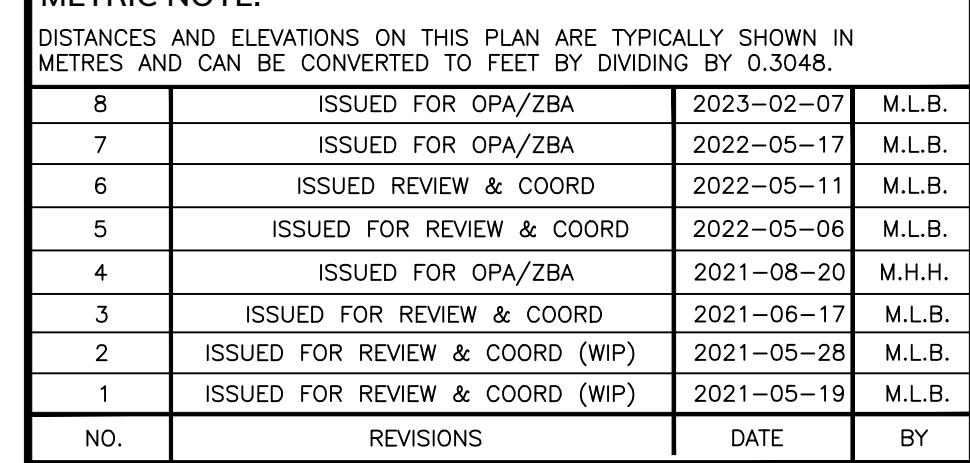 METRIC NOTE:
DISTANCES AND ELEVATIONS ON THIS PLAN ARE TYPICALLY SHOWN IN
METRES AND CAN BE CONVERTED TO FEET BY DIVIDING BY 0.3048.
8 ISSUED FOR OPA/ZBA 2023-02-07 M.L.B.
7 ISSUED FOR OPA/ZBA 2022-05-17 M.L.B.
6 ISSUED REVIEW & COORD 2022-05-11 M.L.B.
5 ISSUED FOR REVIEW & COORD 2022-05-06 M.L.B.
4 ISSUED FOR OPA/ZBA 2021-08-20 M.H.H.
3 ISSUED FOR REVIEW & COORD 2021-06-17 M.L.B.
2 ISSUED FOR REVIEW & COORD (WIP) 2021-05-28 M.L.B.
1 ISSUED FOR REVIEW & COORD (WIP) 2021-05-19 M.L.B.
NO. REVISIONS DATE BY